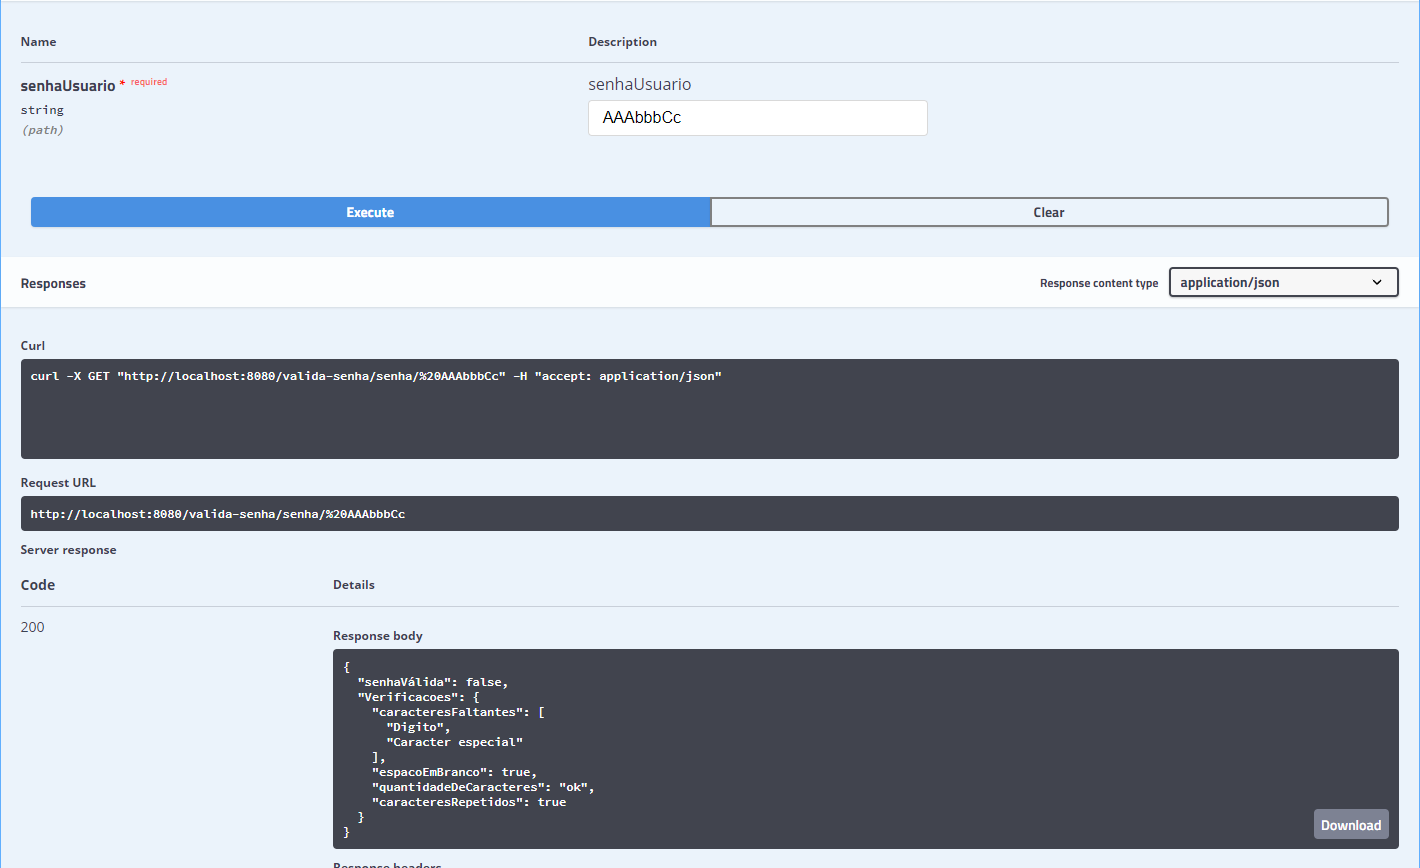 Name Description
senhaUsuario * required senhaUsuario
string AAAbbbCc
(path)
Execute Clear
Responses Response content type application/json
Curl
curl -X GET "http://localhost:8080/valida-senha/senha/%20AAAbbbCc" -H "accept: application/json"
Request URL
http://localhost:8080/valida-senha/senha/%20AAAbbbCc
Server response
Code Details
200
Response body
{
  "senhaVálida": false,
  "Verificacoes": {
    "caracteresFaltantes": [
      "Digito",
      "Caracter especial"
    ],
    "espacoEmBranco": true,
    "quantidadeDeCaracteres": "ok",
    "caracteresRepetidos": true
  }
}
Download
Response headers